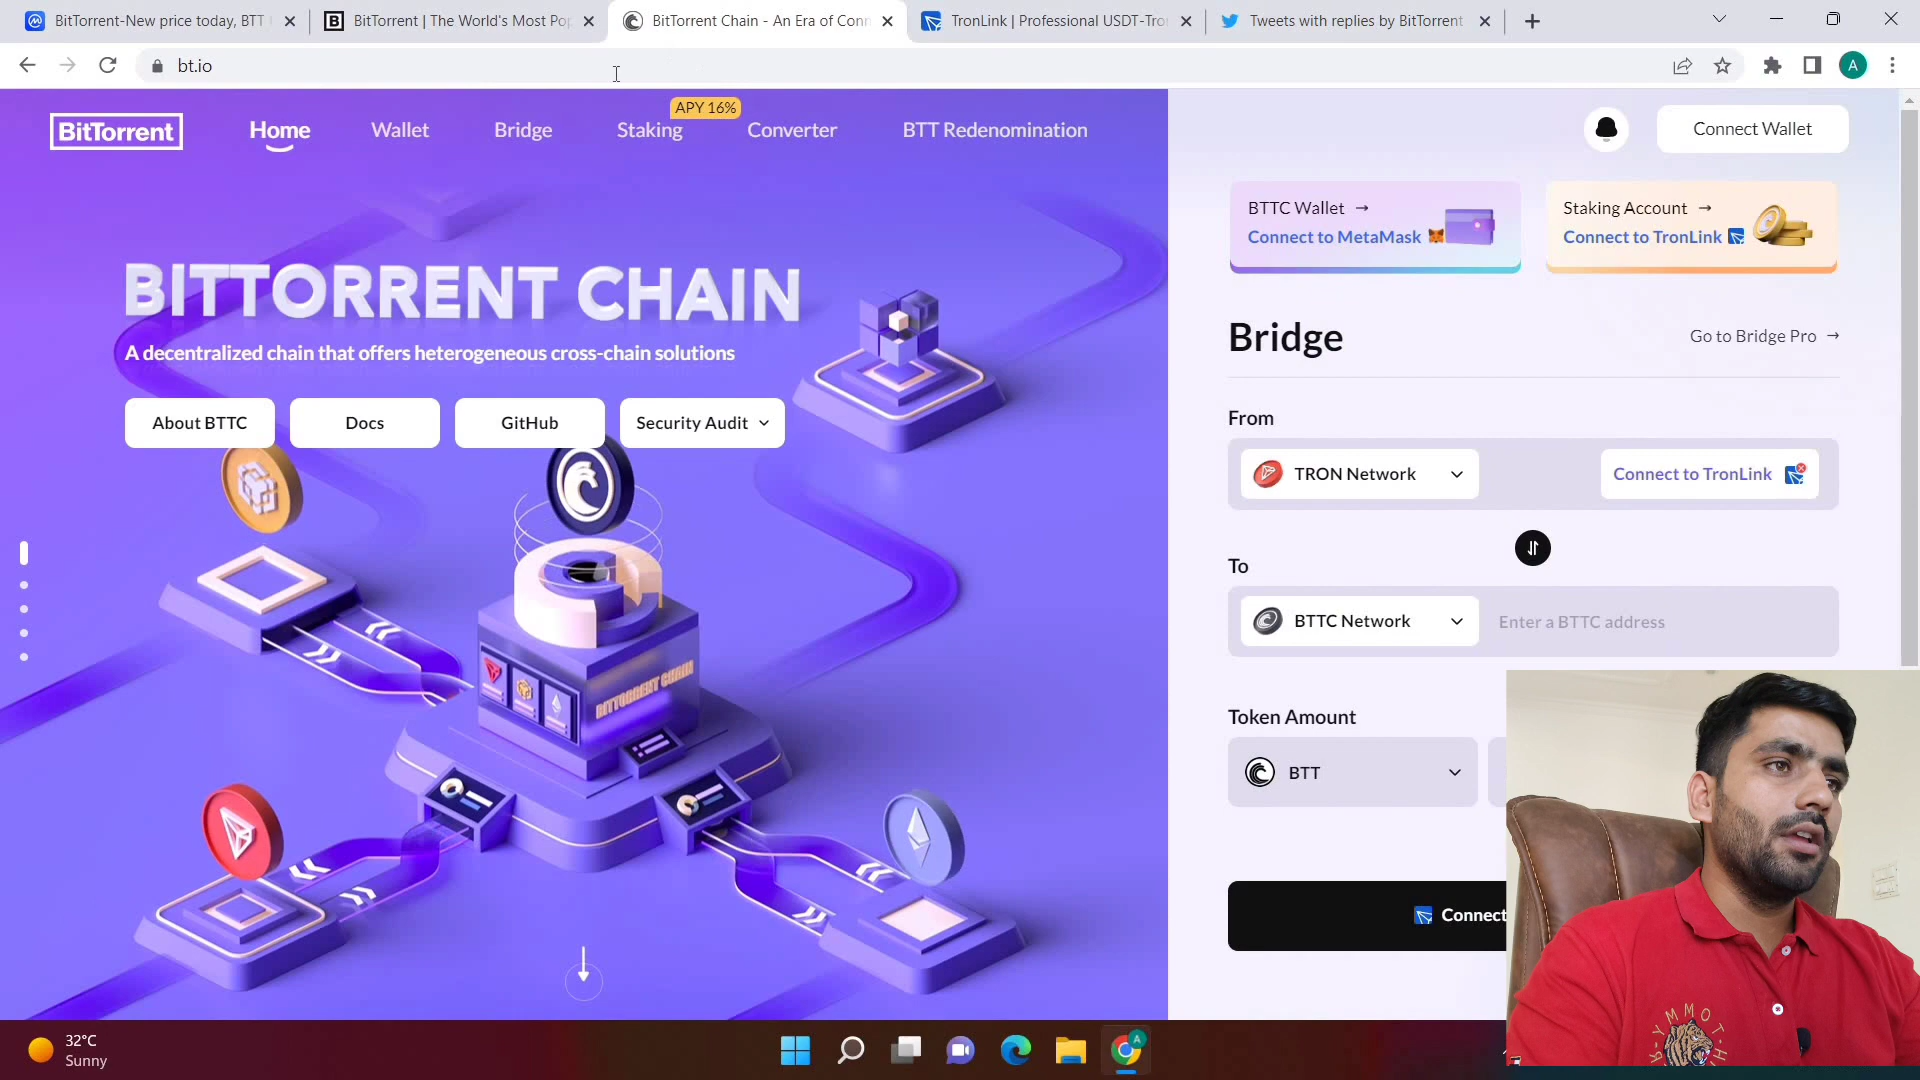 BitTorrent-New price today, BTT
BitTorrent | The World's Most Pop
BitTorrent Chain - An Era of Conn
TronLink | Professional USDT-Tro
Tweets with replies by BitTorrent
bt.io
A
BitTorrent
Home
Wallet
Bridge
APY 16%
Staking
Converter
BTT Redenomination
Connect Wallet
BITTORRENT CHAIN
A decentralized chain that offers heterogeneous cross-chain solutions
About BTTC
Docs
GitHub
Security Audit
BITTORRENT CHAIN
BTTC Wallet →
Connect to MetaMask
Staking Account →
Connect to TronLink
Bridge
Go to Bridge Pro →
From
TRON Network
Connect to TronLink
To
BTTC Network
Enter a BTTC address
Token Amount
BTT
Connect
32°C
Sunny
A